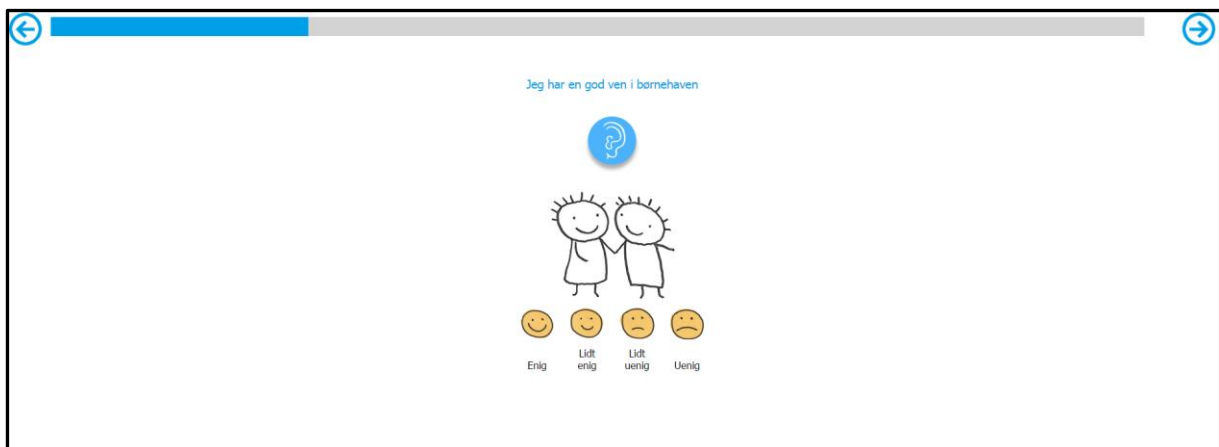 Jeg har en god ven i børnehaven
Enig
Lidt enig
Lidt uenig
Uenig